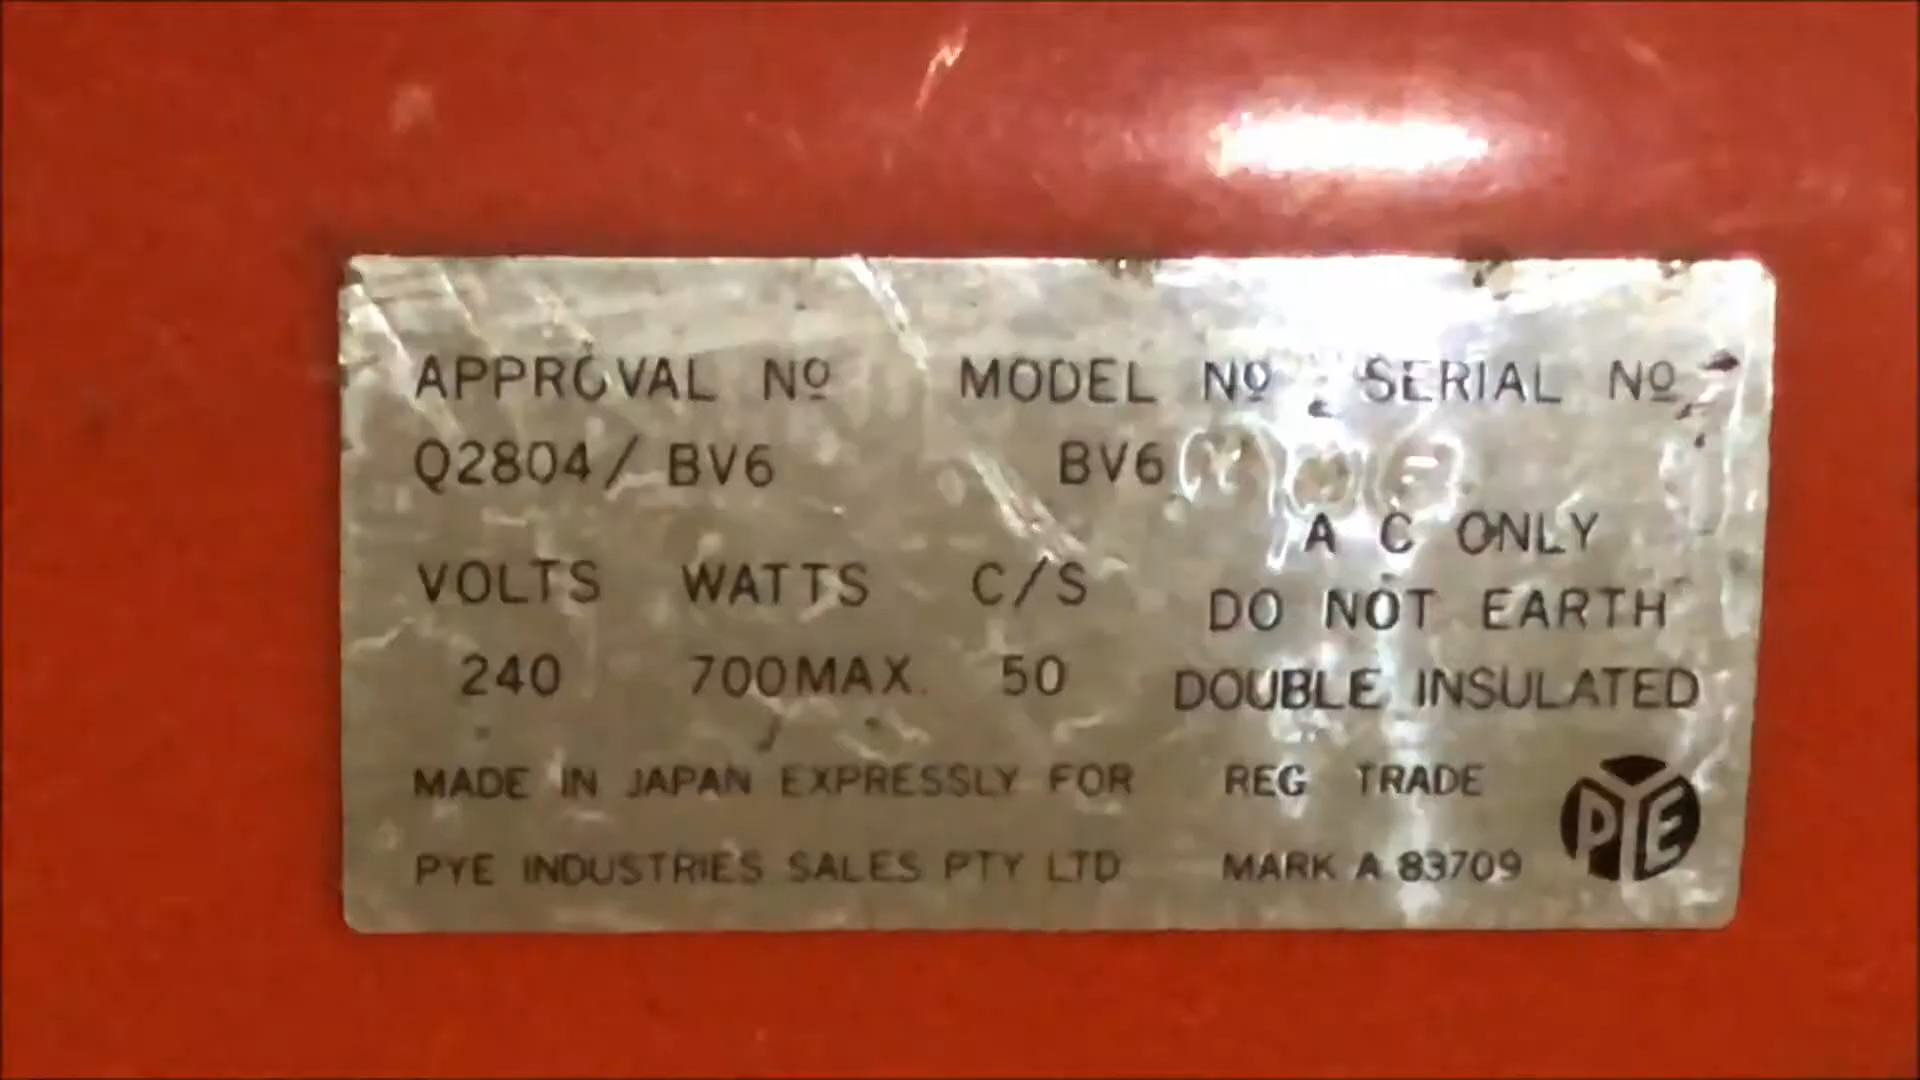 APPROVAL Nº MODEL Nº SERIAL Nº
Q2804/BV6 BV6
A C ONLY
VOLTS WATTS C/S
DO NOT EARTH
240 700MAX. 50
DOUBLE INSULATED
MADE IN JAPAN EXPRESSLY FOR REG TRADE
PYE INDUSTRIES SALES PTY LTD MARK A 83709
PYE